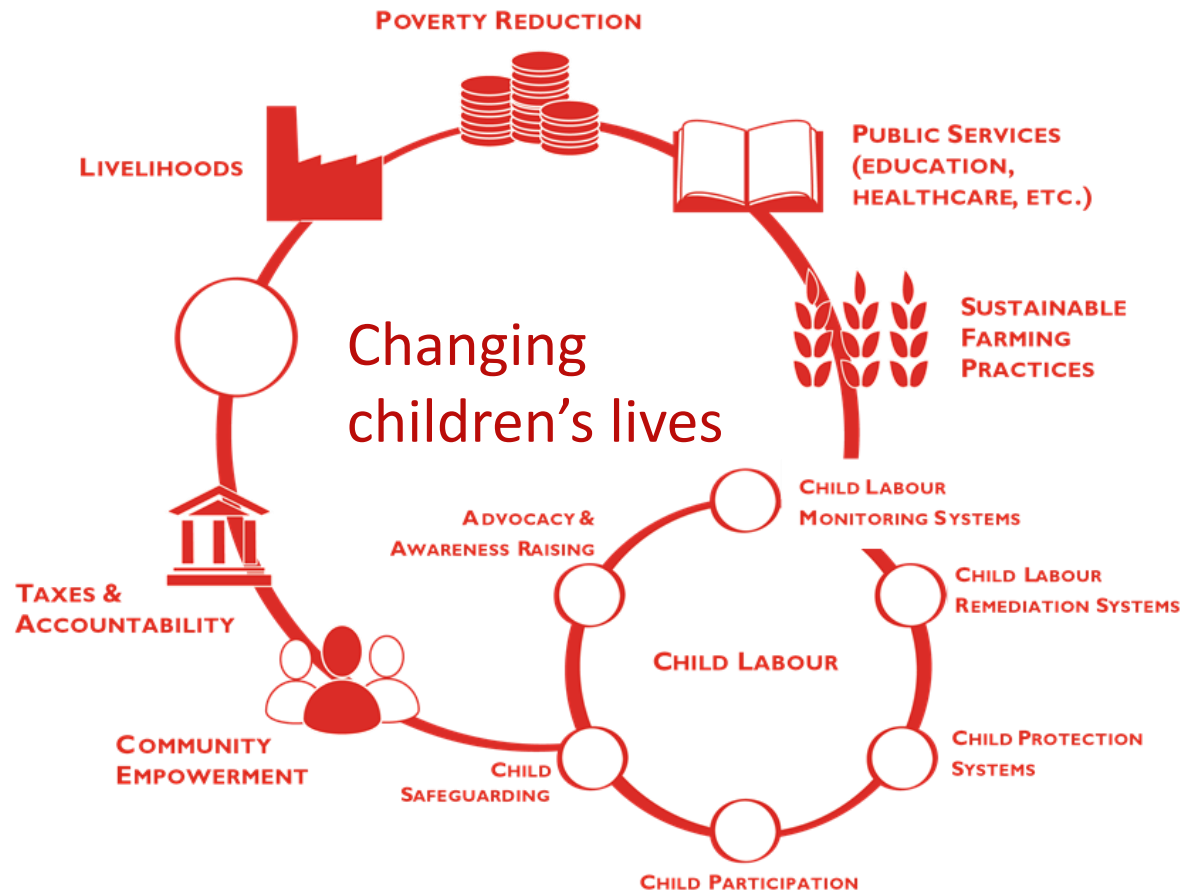 POVERTY REDUCTION
LIVELIHOODS
PUBLIC SERVICES
(EDUCATION,
HEALTHCARE, ETC.)
SUSTAINABLE
FARMING
PRACTICES
Changing
children’s lives
CHILD LABOUR
MONITORING SYSTEMS
ADVOCACY &
AWARENESS RAISING
CHILD LABOUR
REMEDIATION SYSTEMS
TAXES &
ACCOUNTABILITY
CHILD LABOUR
COMMUNITY
EMPOWERMENT
CHILD
SAFEGUARDING
CHILD PROTECTION
SYSTEMS
CHILD PARTICIPATION